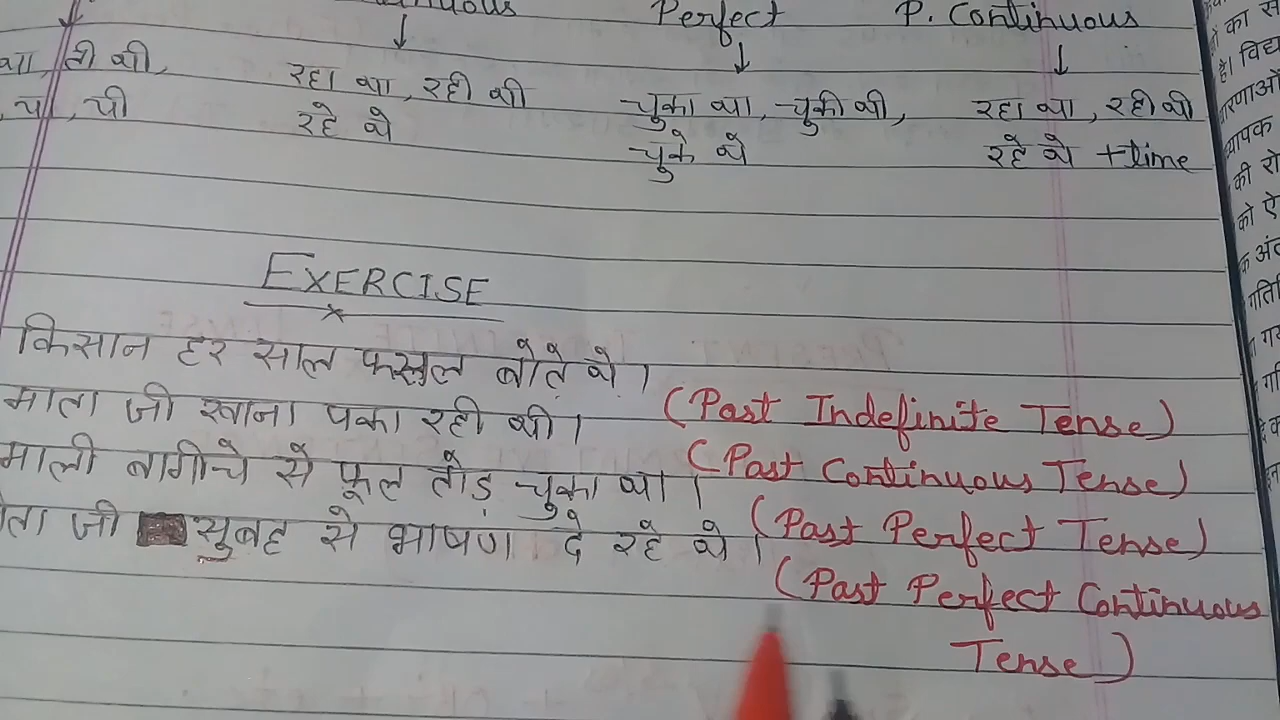 Perfect P. Continuous
ती थी, रहा था, रही थी चुका था, चुकी थी, रहा था, रही थी
था, थी रहे थे चुके थे रहे थे + time
EXERCISE
किसान हर साल फसल बोते थे।
माता जी खाना पका रही थी। (Past Indefinite Tense)
माली बागीचे से फूल तोड़ चुका था। (Past Continuous Tense)
जी सुबह से भाषण दे रहे थे। (Past Perfect Tense)
(Past Perfect Continuous
Tense)